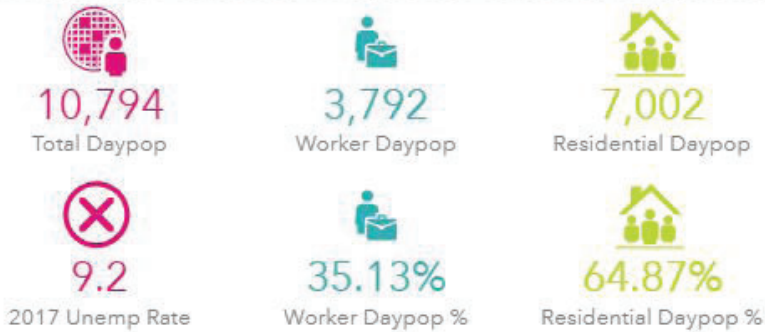 10,794 3,792 7,002
Total Daypop Worker Daypop Residential Daypop
9.2 35.13% 64.87%
2017 Unemp Rate Worker Daypop % Residential Daypop %